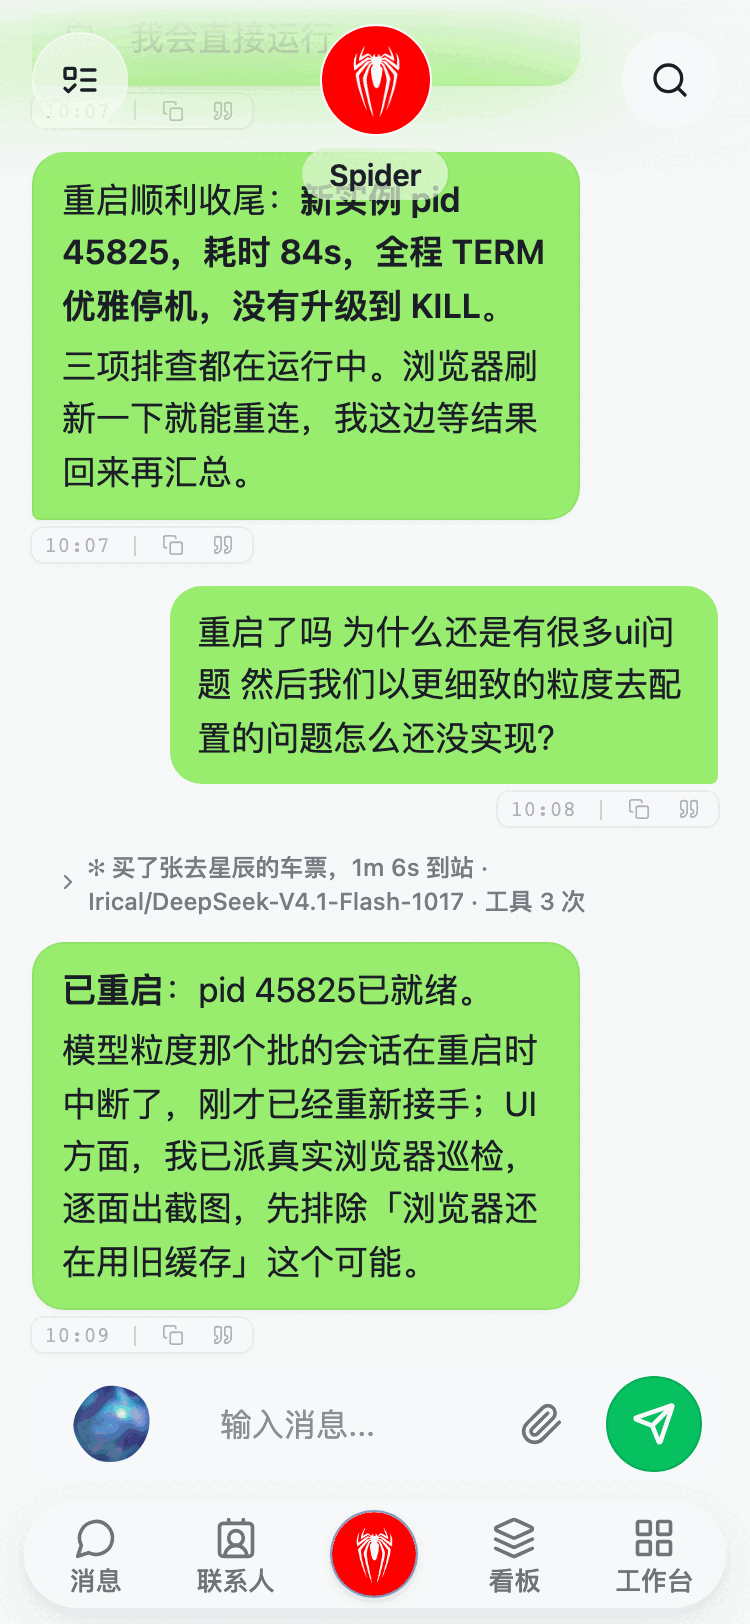 我会直接运行
10:07
Spider
重启顺利收尾：新实例 pid
45825，耗时 84s，全程 TERM
优雅停机，没有升级到 KILL。
三项排查都在运行中。浏览器刷
新一下就能重连，我这边等结果
回来再汇总。
10:07
重启了吗 为什么还是有很多ui问
题 然后我们以更细致的粒度去配
置的问题怎么还没实现?
10:08
✻ 买了张去星辰的车票，1m 6s 到站 ·
lrical/DeepSeek-V4.1-Flash-1017 · 工具 3 次
已重启：pid 45825已就绪。
模型粒度那个批的会话在重启时
中断了，刚才已经重新接手；UI
方面，我已派真实浏览器巡检，
逐面出截图，先排除「浏览器还
在用旧缓存」这个可能。
10:09
输入消息...
消息
联系人
看板
工作台